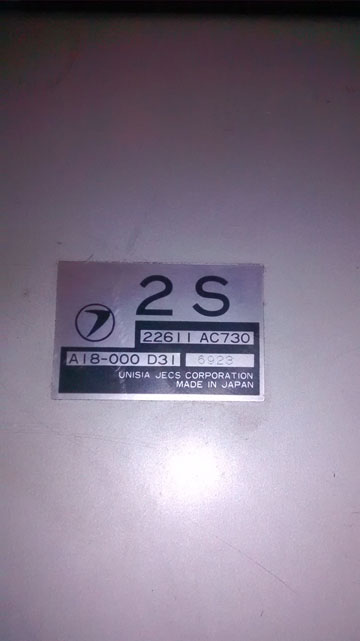 2S
22611 AC730
A18-000 D31 6923
UNISIA JECS CORPORATION
MADE IN JAPAN